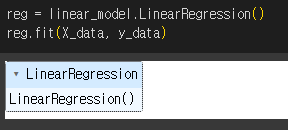 reg = linear_model.LinearRegression()
reg.fit(X_data, y_data)
▾ LinearRegression
LinearRegression()